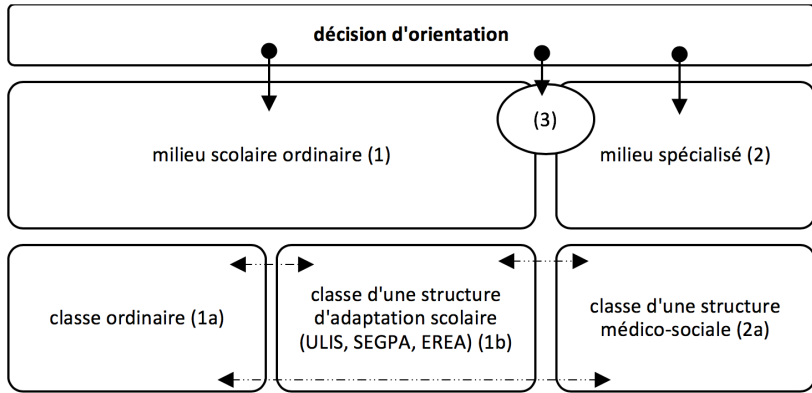 décision d'orientation
(3)
milieu scolaire ordinaire (1)
milieu spécialisé (2)
classe ordinaire (1a)
classe d'une structure
d'adaptation scolaire
(ULIS, SEGPA, EREA) (1b)
classe d'une structure
médico-sociale (2a)